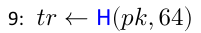 9: tr ← H(pk, 64)